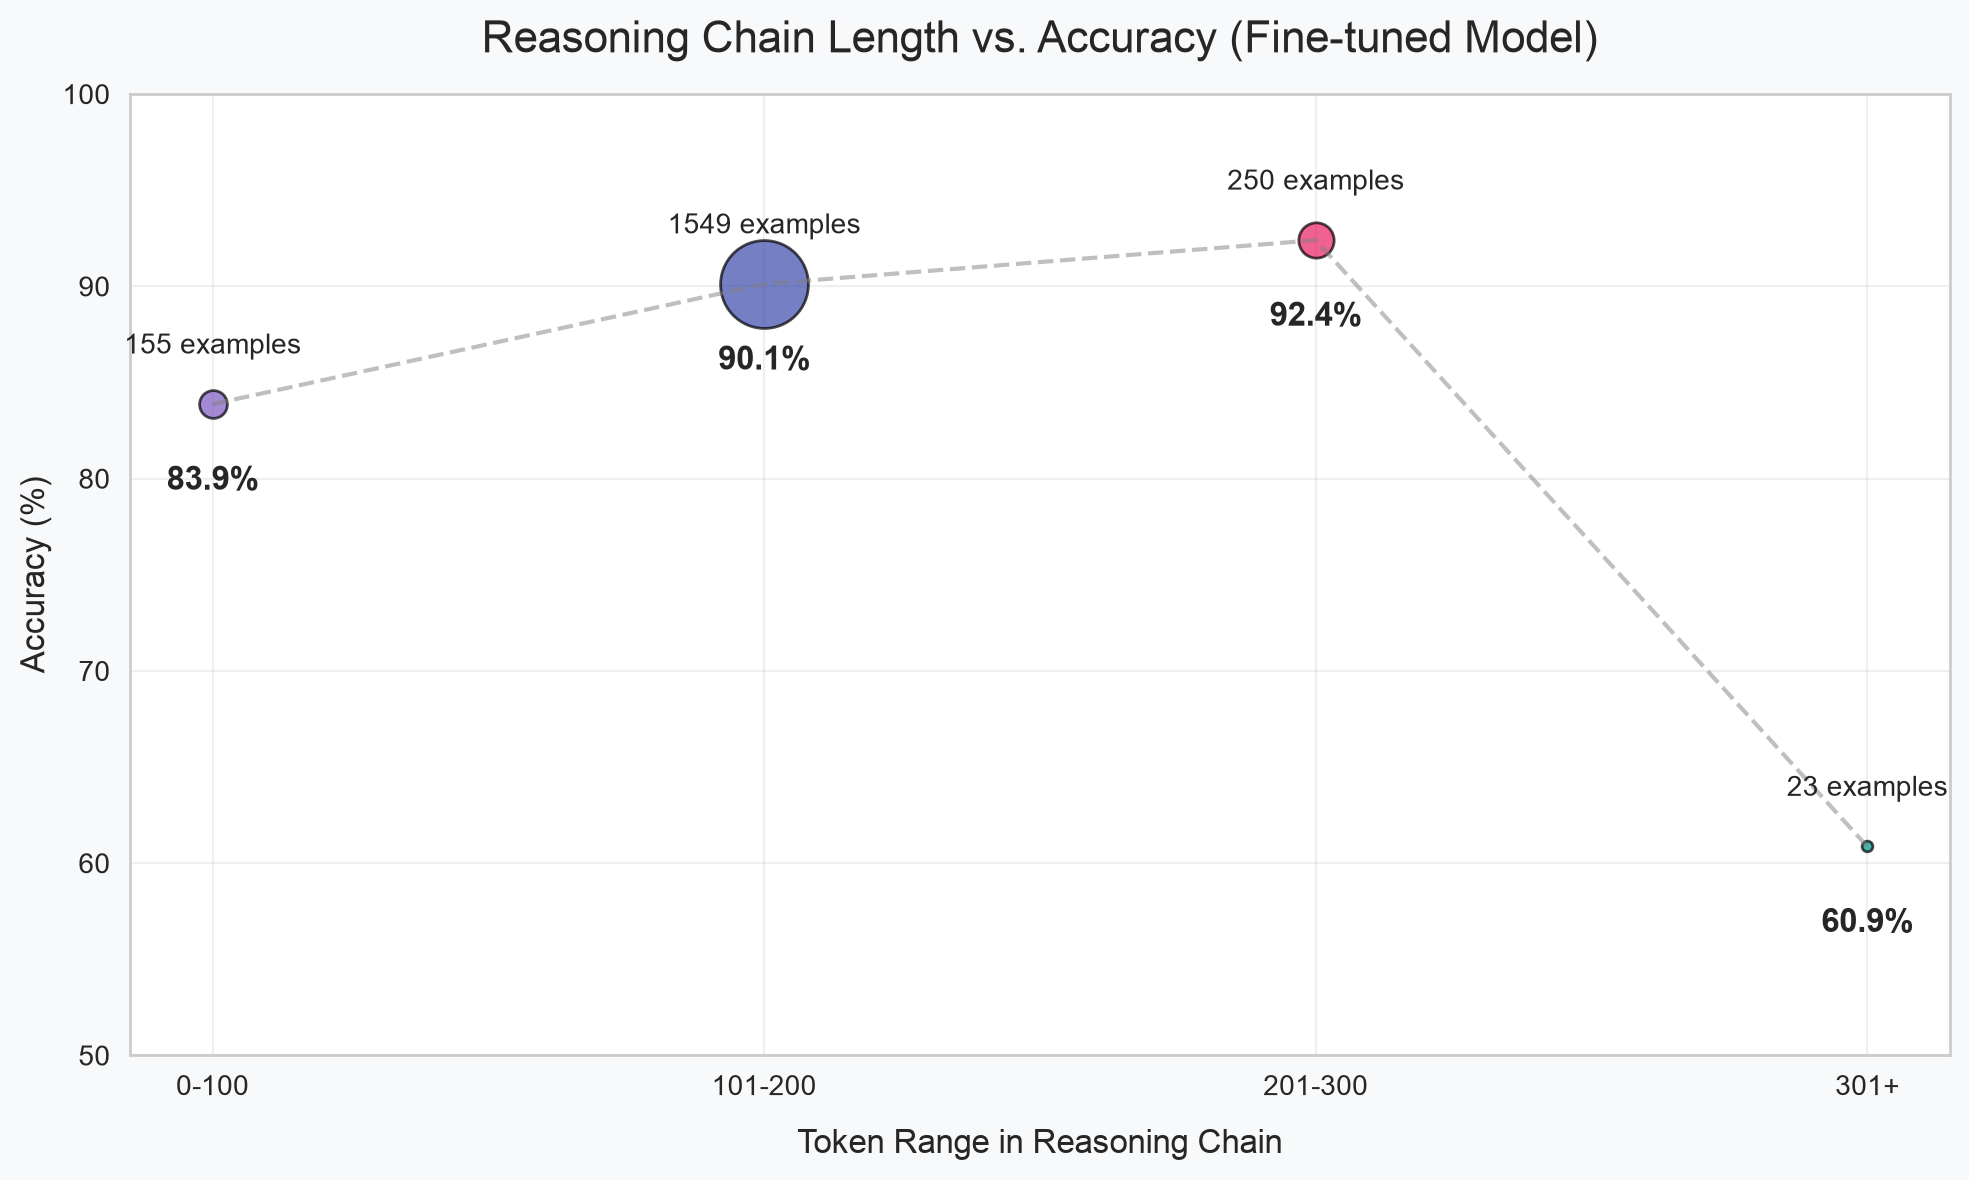 Reasoning Chain Length vs. Accuracy (Fine-tuned Model)
Accuracy (%)
100
90
80
70
60
50
155 examples
83.9%
1549 examples
90.1%
250 examples
92.4%
23 examples
60.9%
0-100
101-200
201-300
301+
Token Range in Reasoning Chain